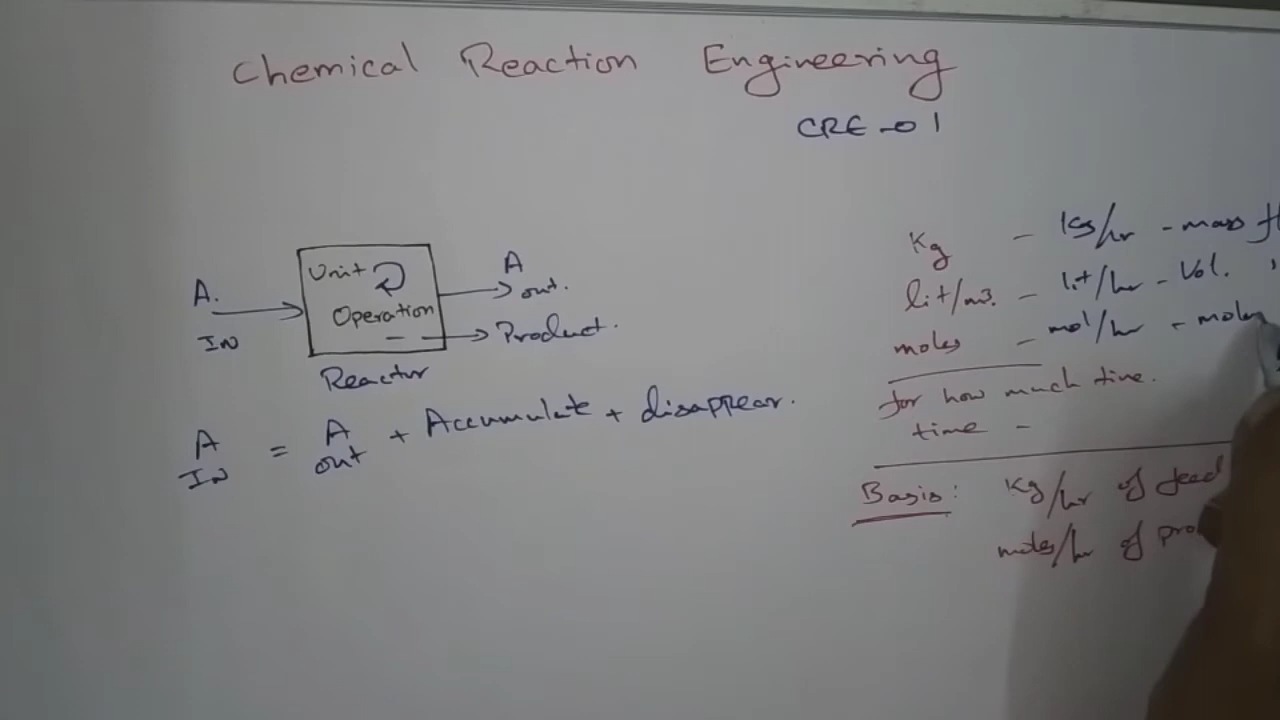 Chemical Reaction Engineering
CRE-01
A.
IN
Unit
Operation
A
out.
Product.
Reactor
A IN = A out + Accumulate + disappear.
Kg - Kg/hr - mass
lit/m3. - lit/hr - Vol.
moles - mol/hr - moles
for how much time.
time -
Basis: Kg/hr of feed
moles/hr of